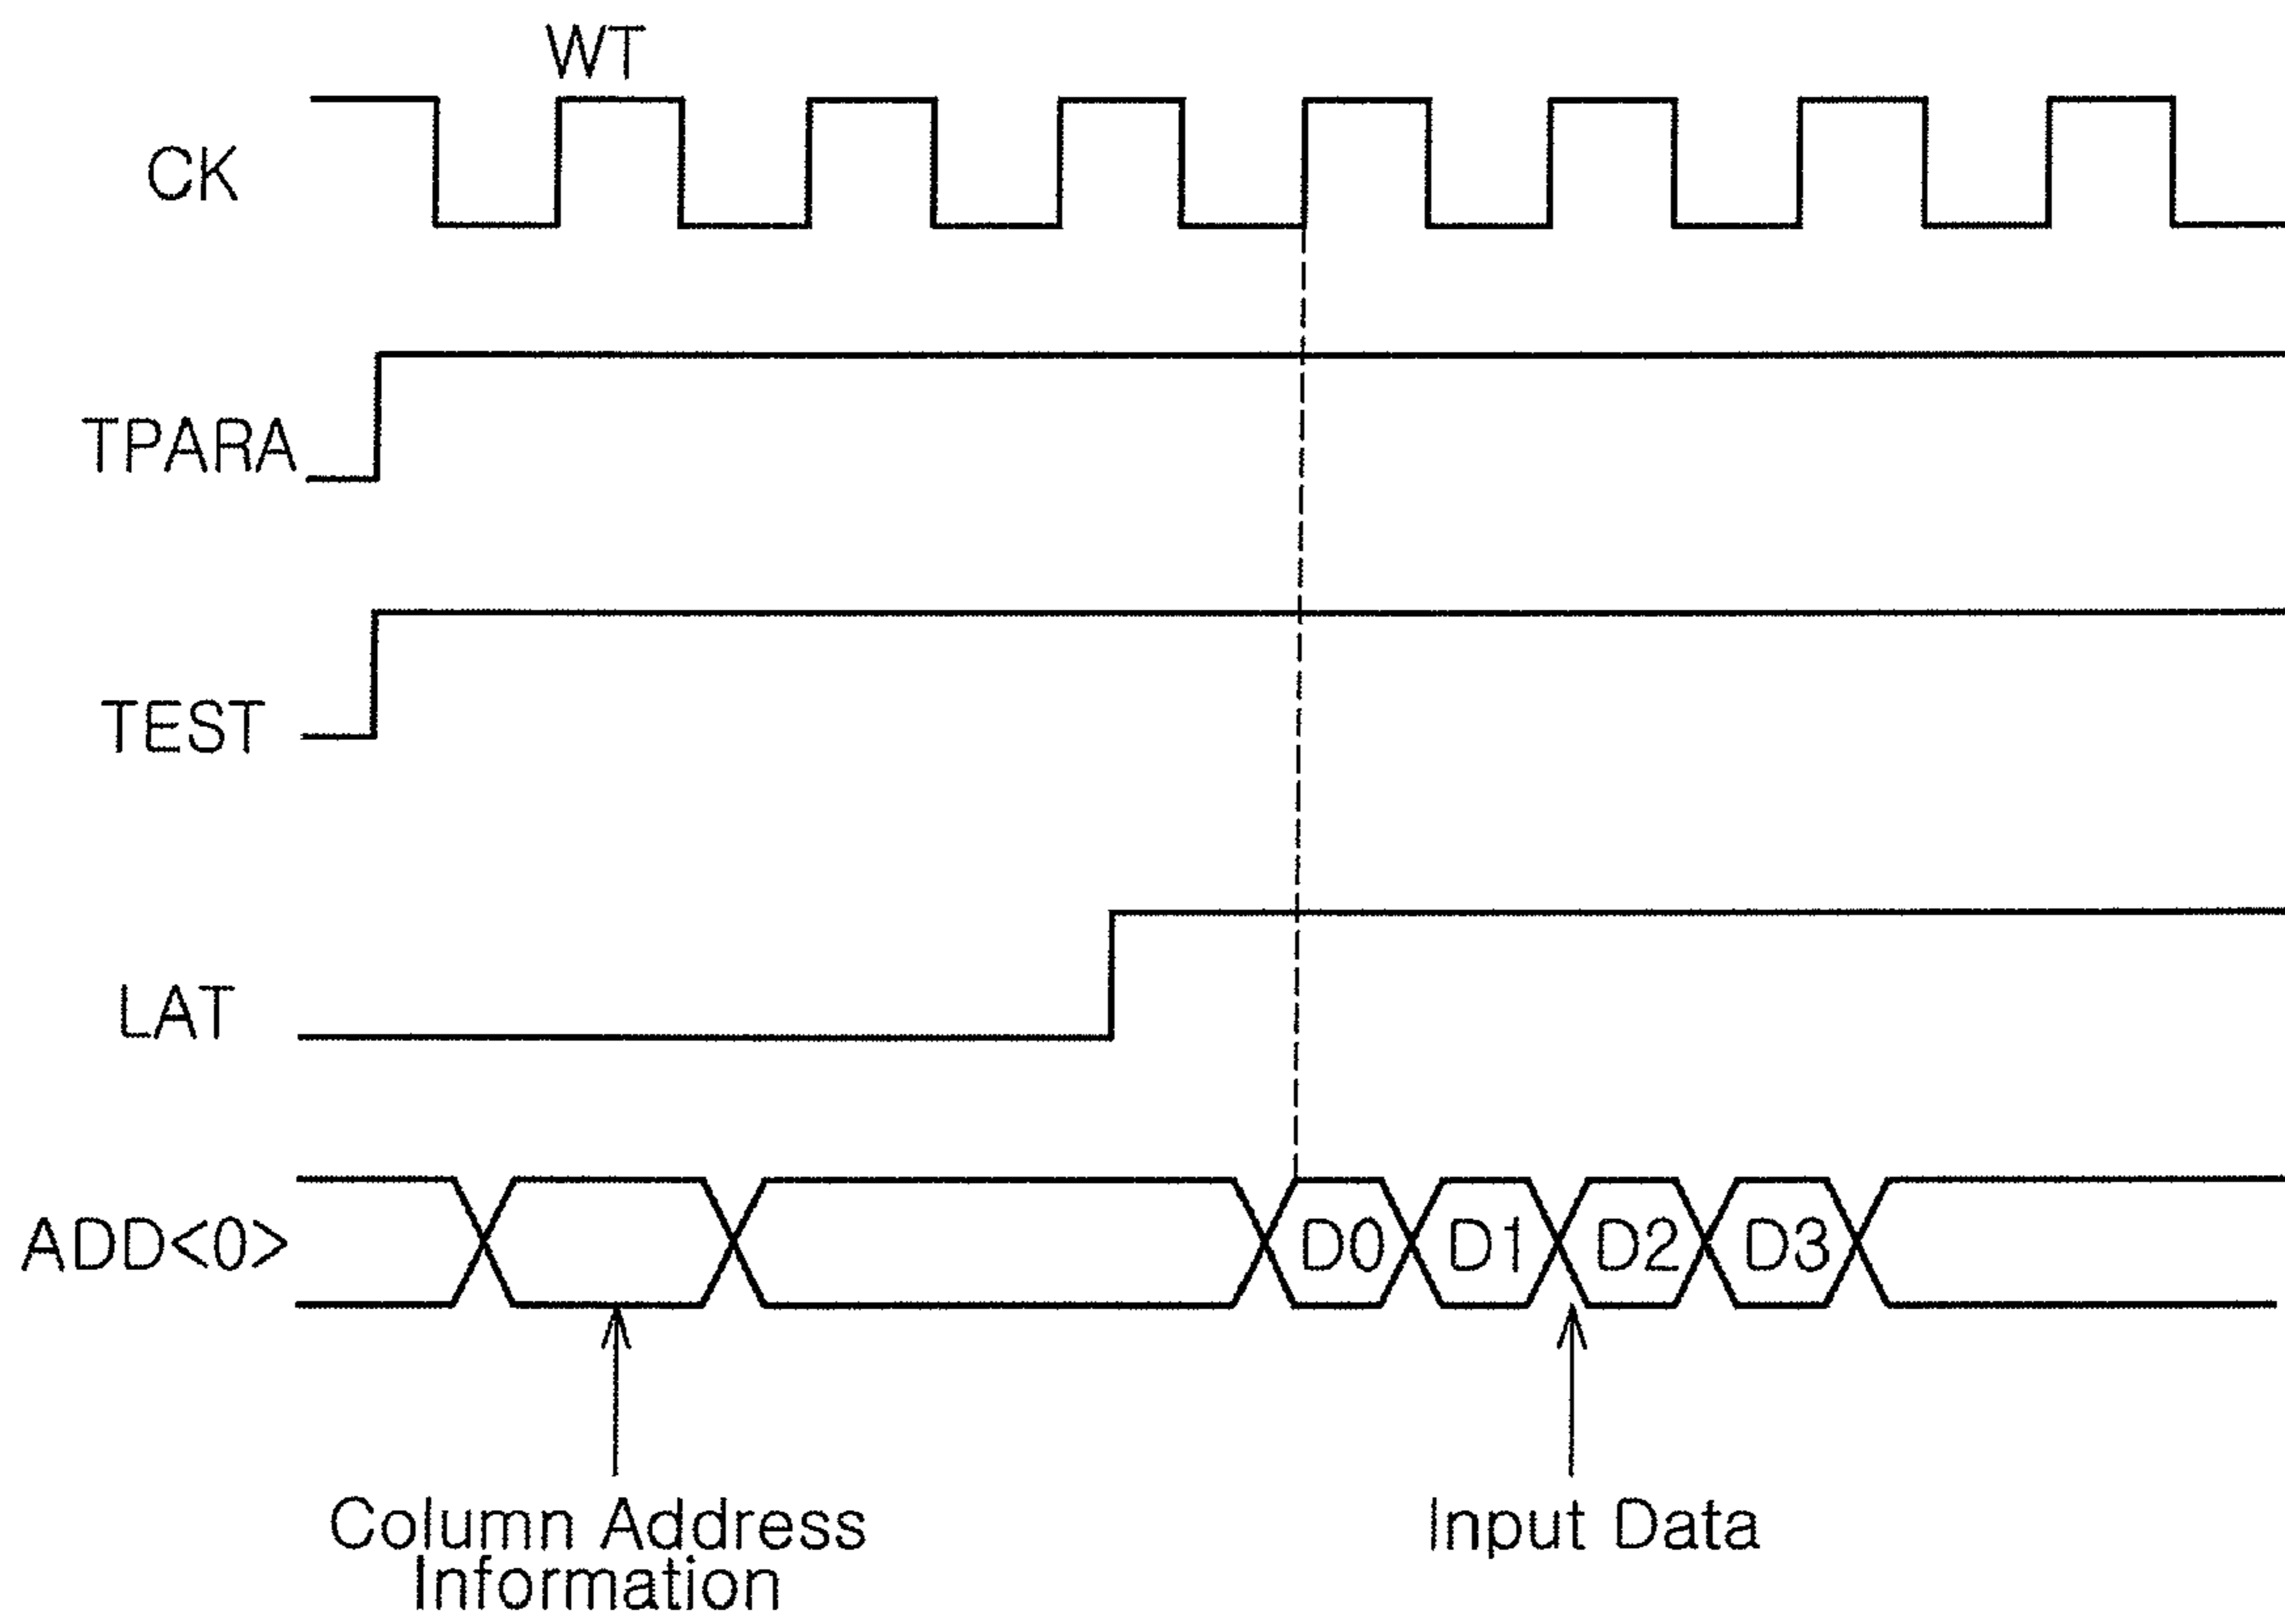 WT
CK
TPARA
TEST
LAT
ADD<0>
D0 D1 D2 D3
Column Address
Information
Input Data